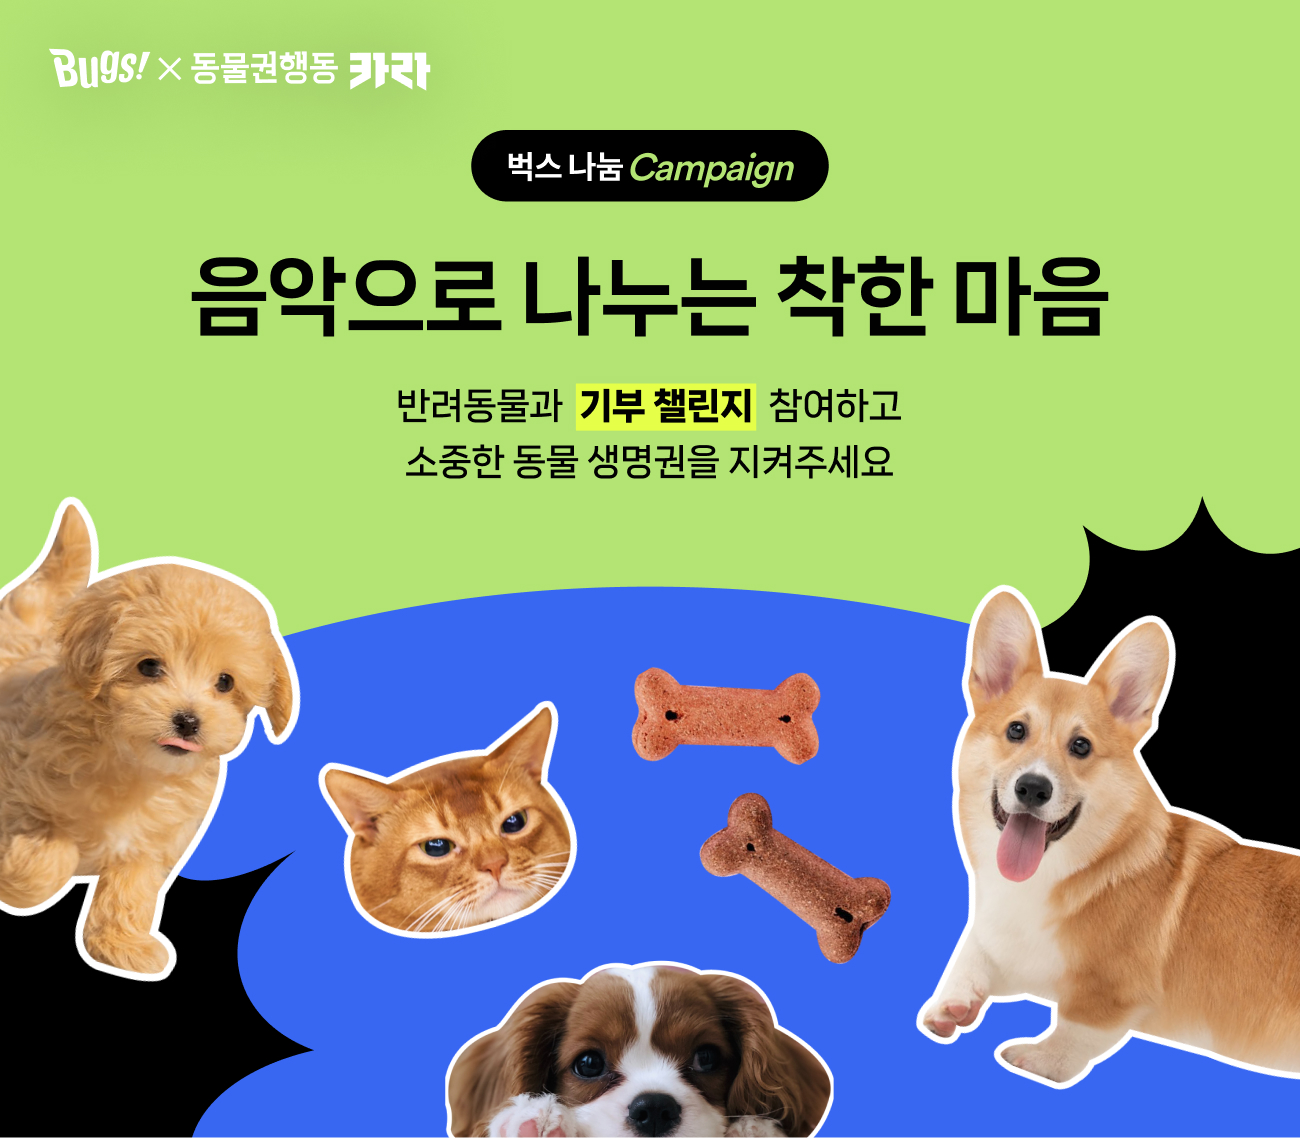 Bugs! × 동물권행동 카라
벅스 나눔 Campaign
음악으로 나누는 착한 마음
반려동물과 기부 챌린지 참여하고
소중한 동물 생명권을 지켜주세요